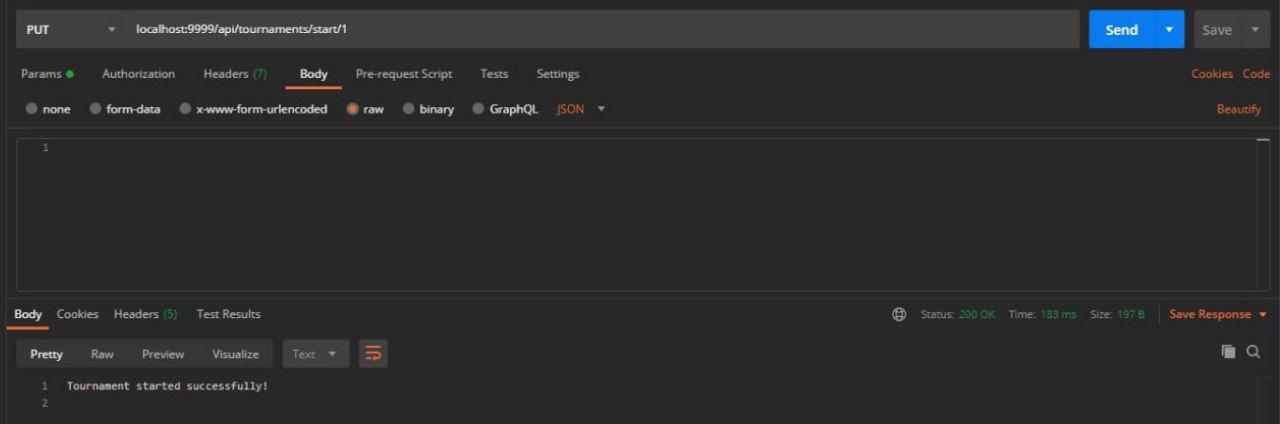 PUT localhost:9999/api/tournaments/start/1 Send Save
Params Authorization Headers (7) Body Pre-request Script Tests Settings Cookies Code
none form-data x-www-form-urlencoded raw binary GraphQL JSON Beautify
1
Body Cookies Headers (5) Test Results Status: 200 OK Time: 183 ms Size: 197 B Save Response
Pretty Raw Preview Visualize Text
1 Tournament started successfully!
2